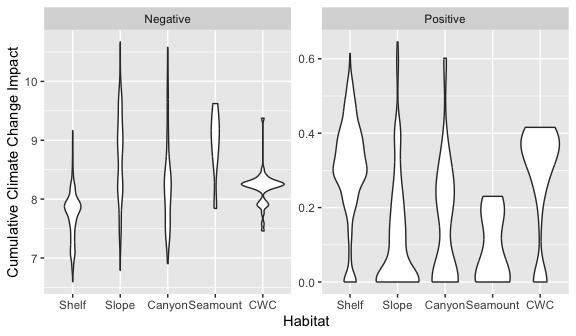 Negative
Positive
Cumulative Climate Change Impact
10
9
8
7
0.6
0.4
0.2
0.0
Shelf Slope Canyon Seamount CWC
Shelf Slope Canyon Seamount CWC
Habitat